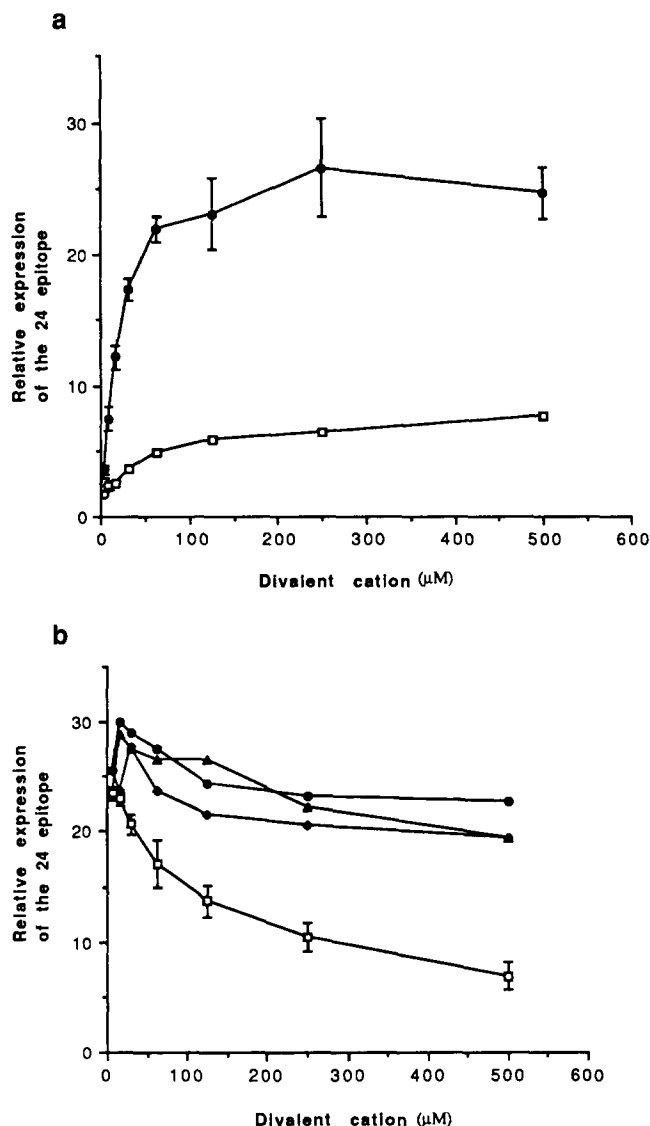 a
Relative expression
of the 24 epitope
30
20
10
0
0 100 200 300 400 500 600
Divalent cation (µM)
b
Relative expression
of the 24 epitope
30
20
10
0
0 100 200 300 400 500 600
Divalent cation (µM)